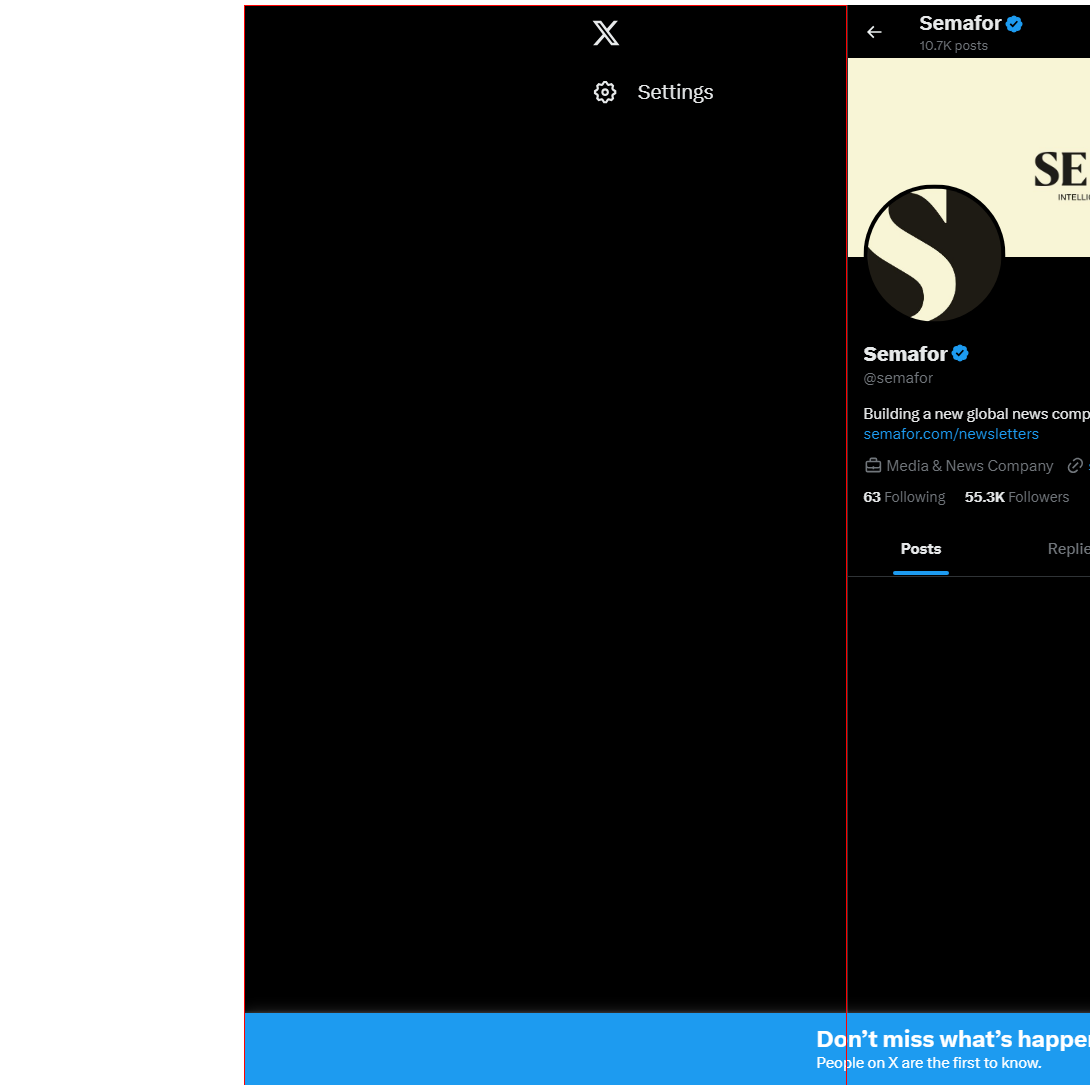 Settings
Semafor
10.7K posts
SE
INTELLI
Semafor
@semafor
Building a new global news comp
semafor.com/newsletters
Media & News Company
63 Following 55.3K Followers
Posts Replie
Don't miss what's happe
People on X are the first to know.